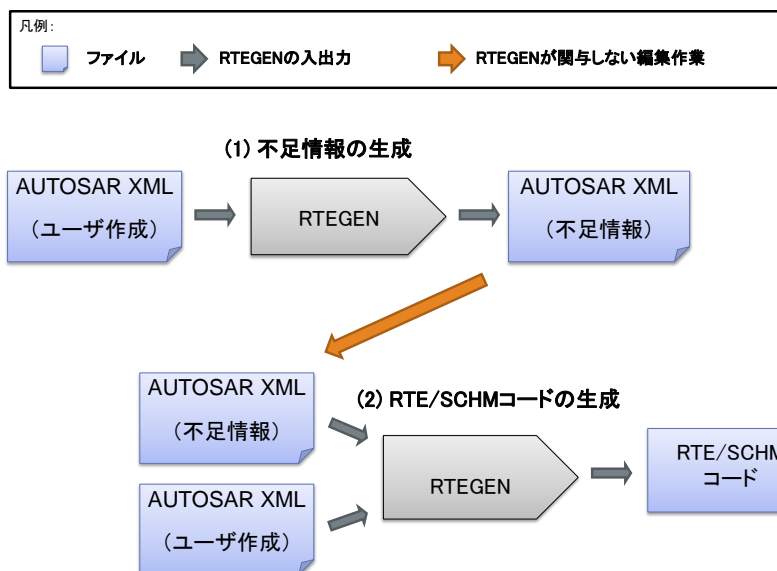 凡例:
ファイル
RTEGENの入出力
RTEGENが関与しない編集作業
(1) 不足情報の生成
AUTOSAR XML
（ユーザ作成）
RTEGEN
AUTOSAR XML
（不足情報）
AUTOSAR XML
（不足情報）
(2) RTE/SCHMコードの生成
AUTOSAR XML
（ユーザ作成）
RTEGEN
RTE/SCHM
コード